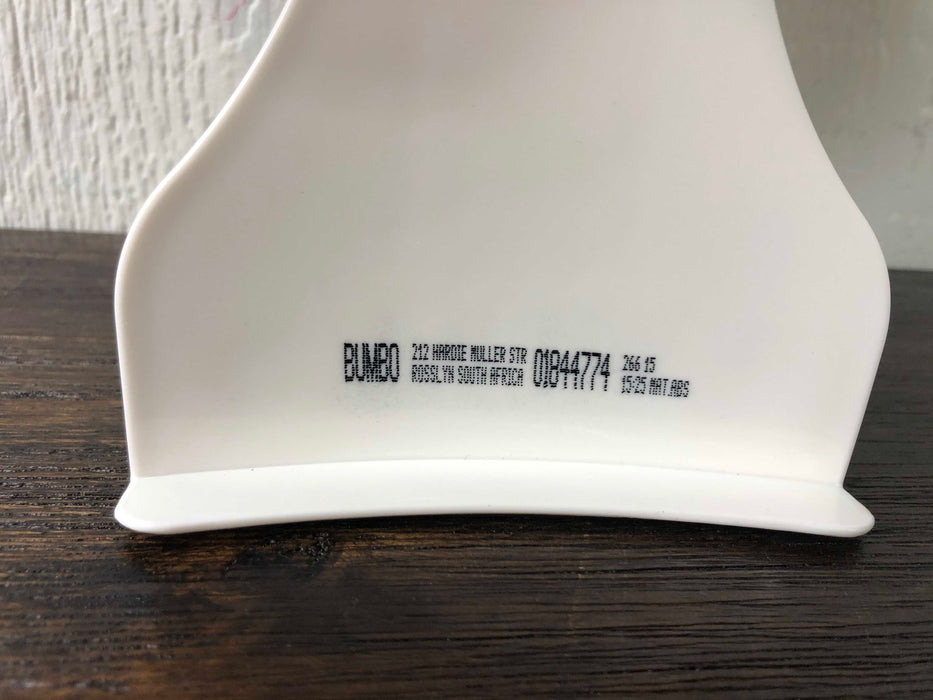 BUMBO
212 HARDIE MULLER STR
ROSSLYN SOUTH AFRICA
01844774
266 15
15:25 MAT.ABS